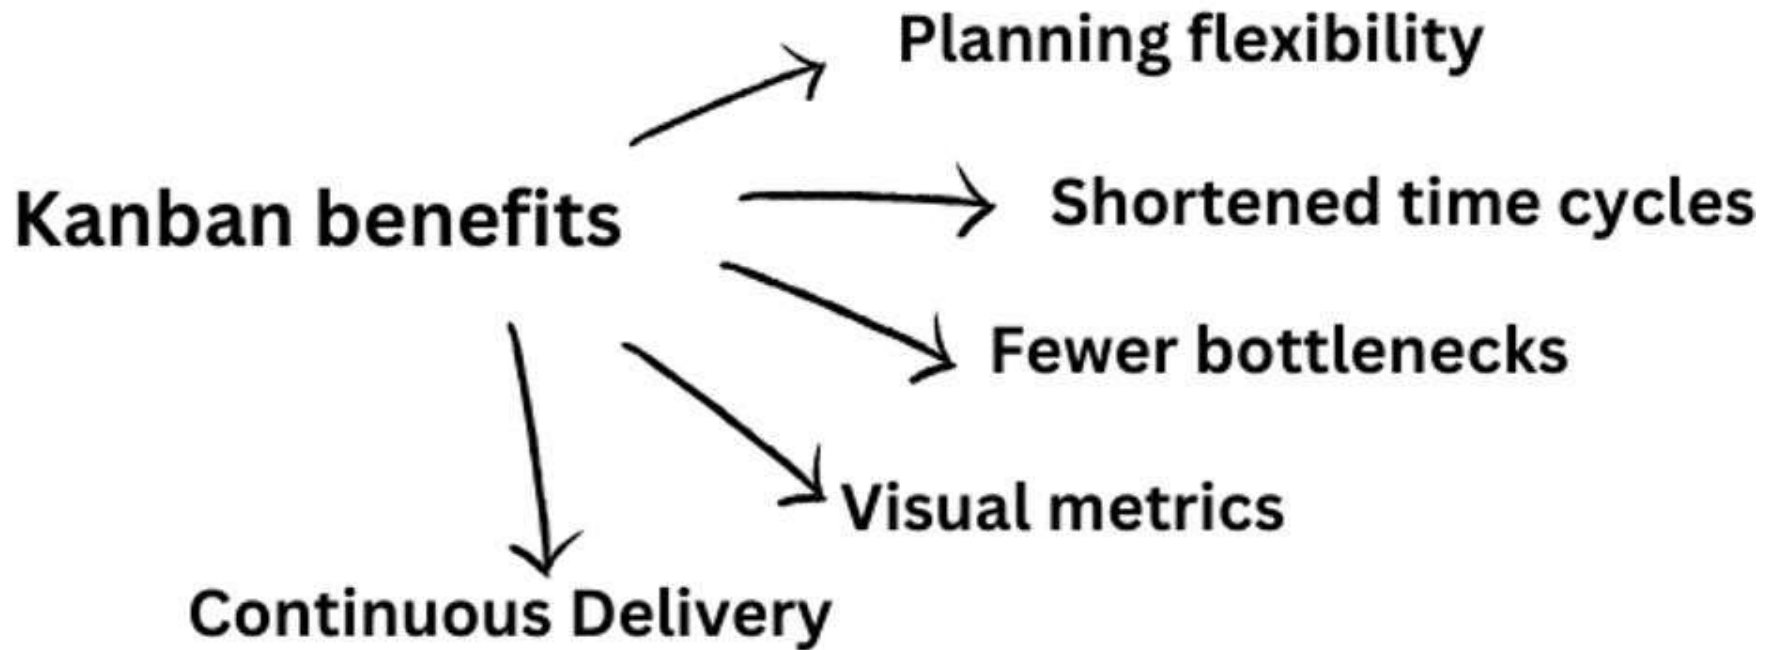 Planning flexibility
Kanban benefits
Shortened time cycles
Fewer bottlenecks
Visual metrics
Continuous Delivery